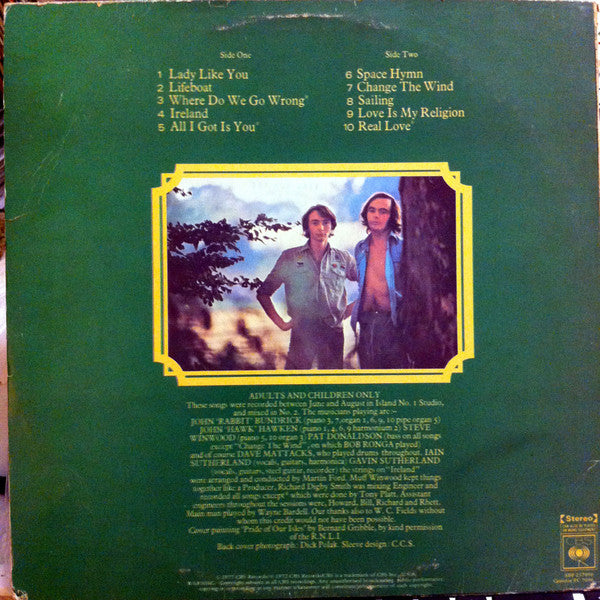 Side One
1 Lady Like You
2 Lifeboat
3 Where Do We Go Wrong*
4 Ireland
5 All I Got Is You*
Side Two
6 Space Hymn
7 Change The Wind
8 Sailing
9 Love Is My Religion
10 Real Love*
ADULTS AND CHILDREN ONLY
These songs were recorded between June and August in Island No. 1 Studio,
and mixed in No. 2. The musicians playing are :-
JOHN 'RABBIT' BUNDRICK (piano 3, 7, organ 1, 6, 9, 10 pipe organ 5)
JOHN 'HAWK' HAWKEN (piano 1, 4, 6, 9 harmonium 2) STEVE
WINWOOD (piano 5, 10 organ 3) PAT DONALDSON (bass on all songs
except "Change The Wind", on which BOB RONGA played)
and of course DAVE MATTACKS, who played drums throughout. IAIN
SUTHERLAND (vocals, guitars, harmonica) GAVIN SUTHERLAND
(vocals, guitars, steel guitar, recorder) the strings on "Ireland"
were arranged and conducted by Martin Ford. Muff Winwood kept things
together like a Producer, Richard Digby Smith was mixing Engineer and
recorded all songs except* which were done by Tony Platt. Assistant
engineers throughout the sessions were, Howard, Bill, Richard and Rhett.
Main man played by Wayne Bardell. Our thanks also to W. C. Fields without
whom this credit would not have been possible.
Cover painting 'Pride of Our Isles' by Bernard Gribble, by kind permission
of the R.N.L.I.
Back cover photograph : Dick Polak. Sleeve design : C.C.S.
Stereo
CBS